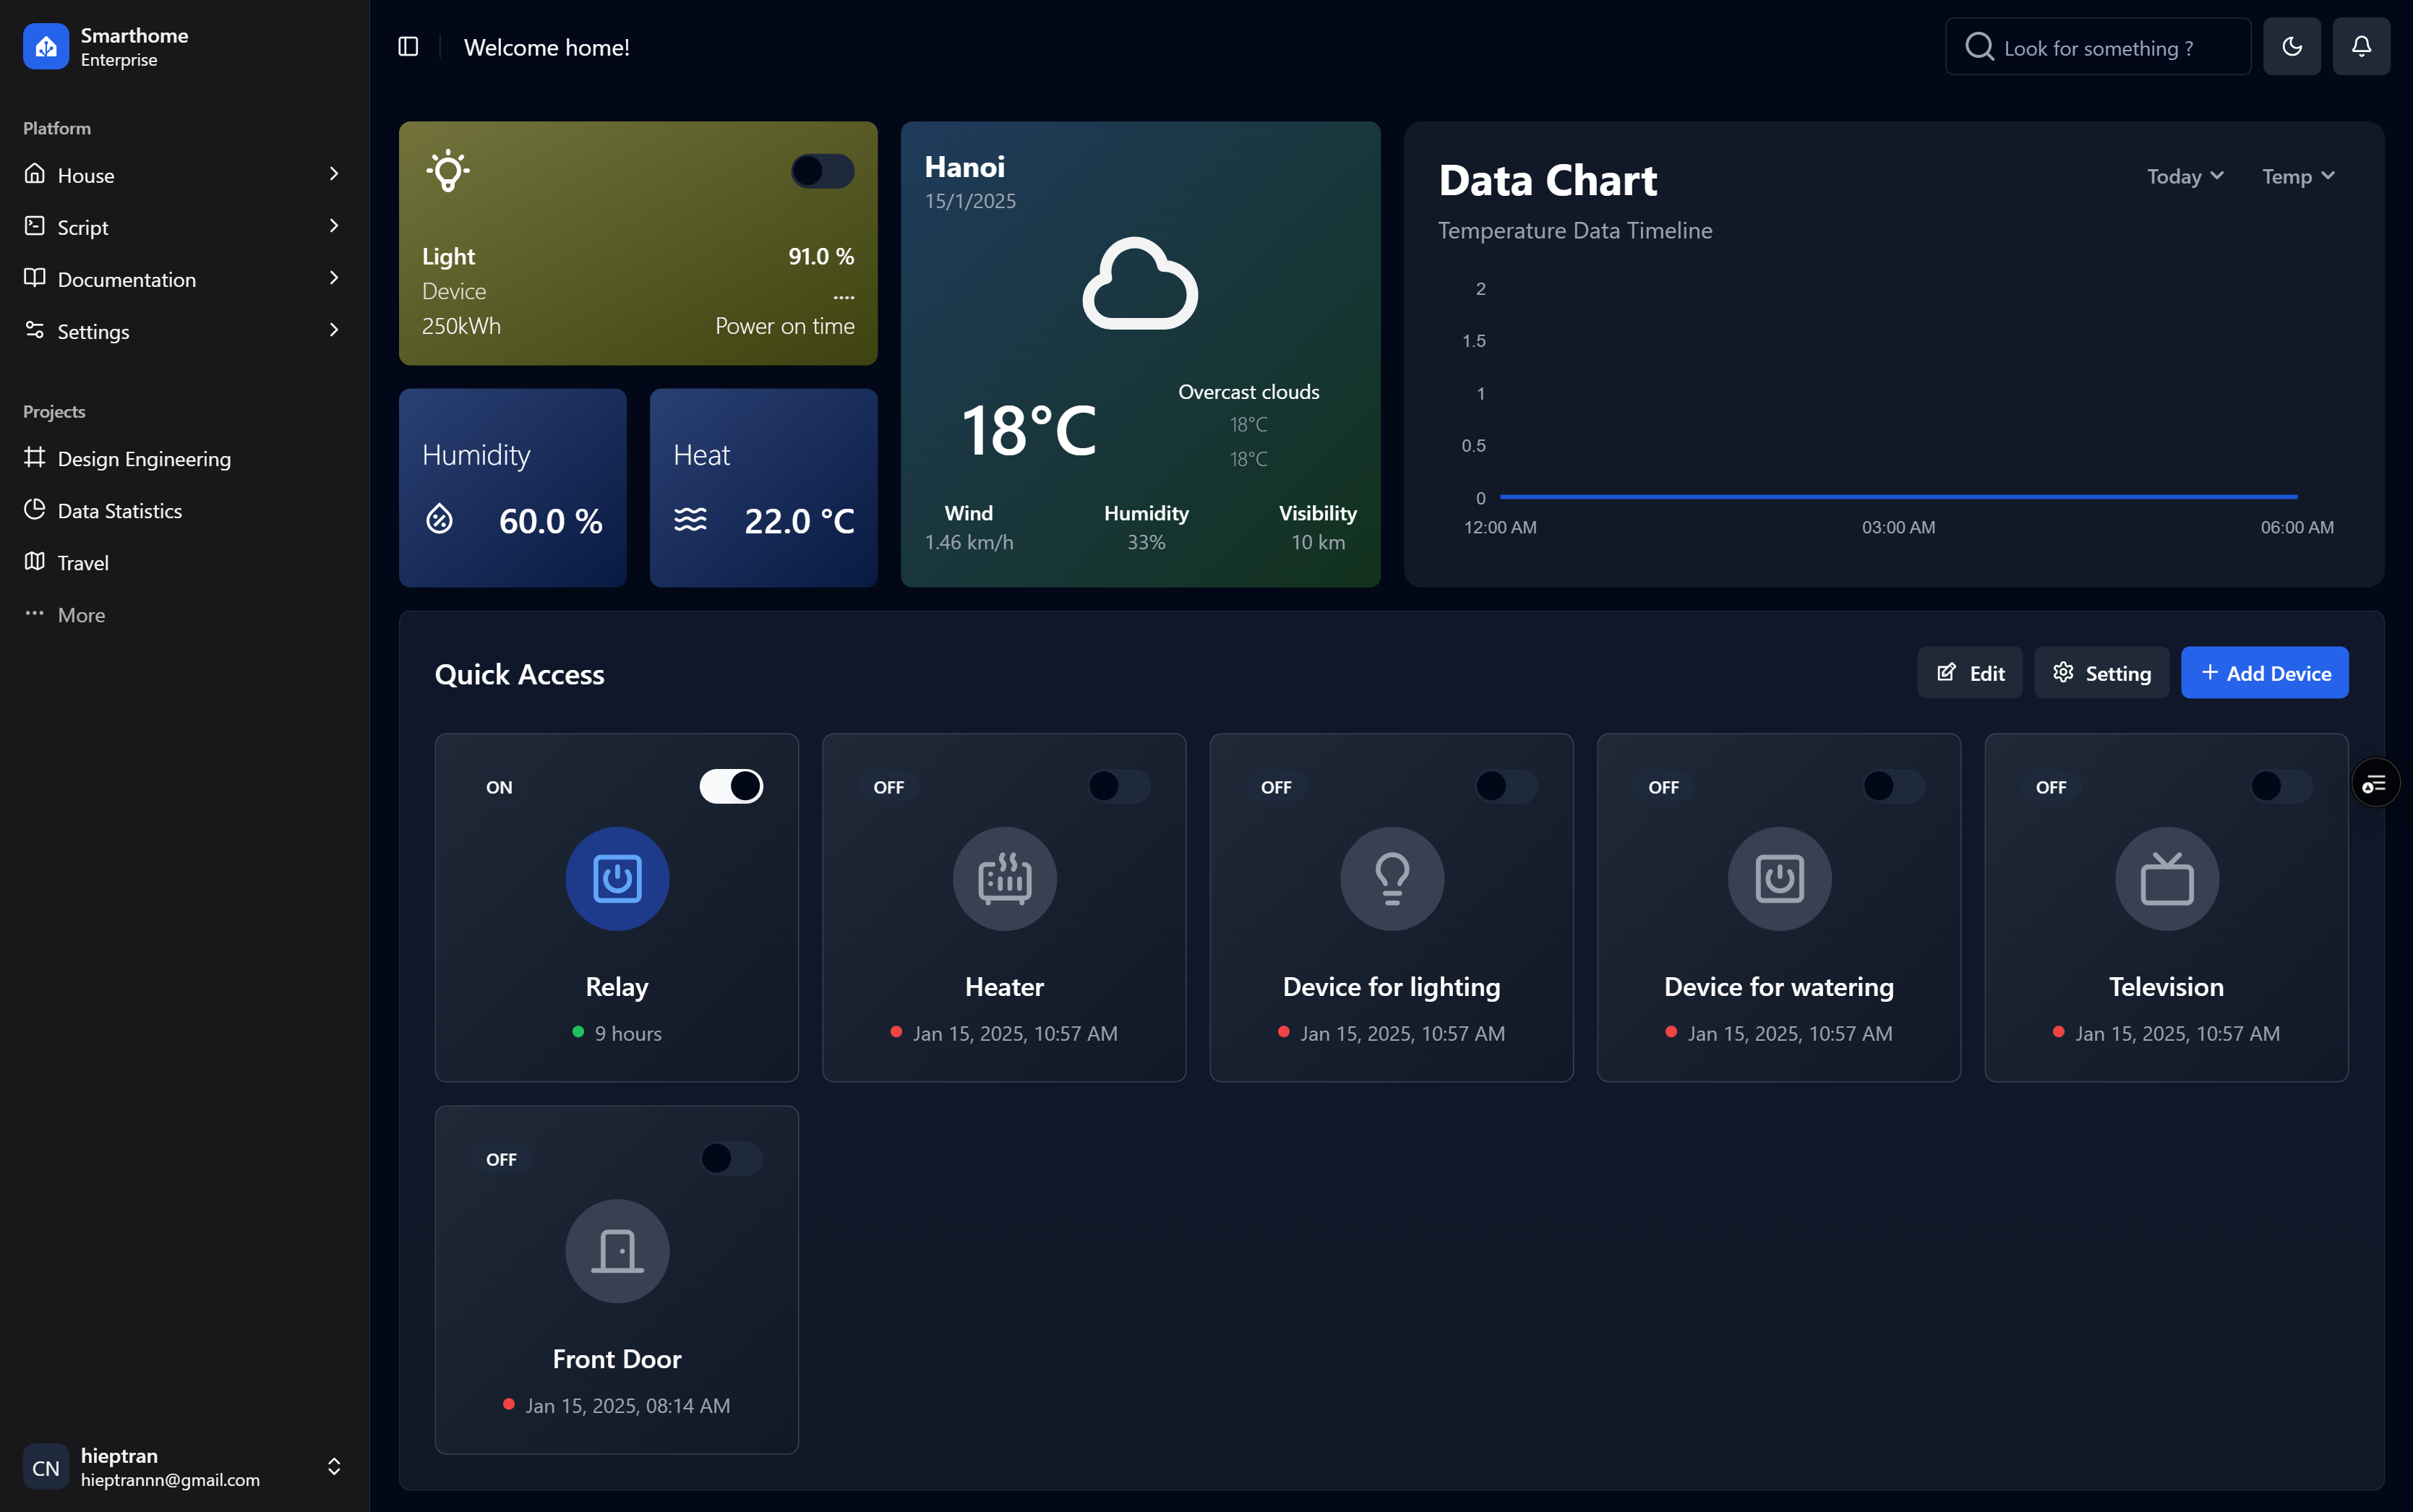 Smarthome
Enterprise
Platform
House
Script
Documentation
Settings
Projects
Design Engineering
Data Statistics
Travel
More
CN
hieptran
hieptrannn@gmail.com
Welcome home!
Look for something ?
Light 91.0 %
Device ....
250kWh Power on time
Humidity
60.0 %
Heat
22.0 °C
Hanoi
15/1/2025
18°C
Overcast clouds
18°C
18°C
Wind Humidity Visibility
1.46 km/h 33% 10 km
Data Chart
Today Temp
Temperature Data Timeline
2
1.5
1
0.5
0
12:00 AM 03:00 AM 06:00 AM
Quick Access
Edit Setting + Add Device
ON
Relay
9 hours
OFF
Heater
Jan 15, 2025, 10:57 AM
OFF
Device for lighting
Jan 15, 2025, 10:57 AM
OFF
Device for watering
Jan 15, 2025, 10:57 AM
OFF
Television
Jan 15, 2025, 10:57 AM
OFF
Front Door
Jan 15, 2025, 08:14 AM